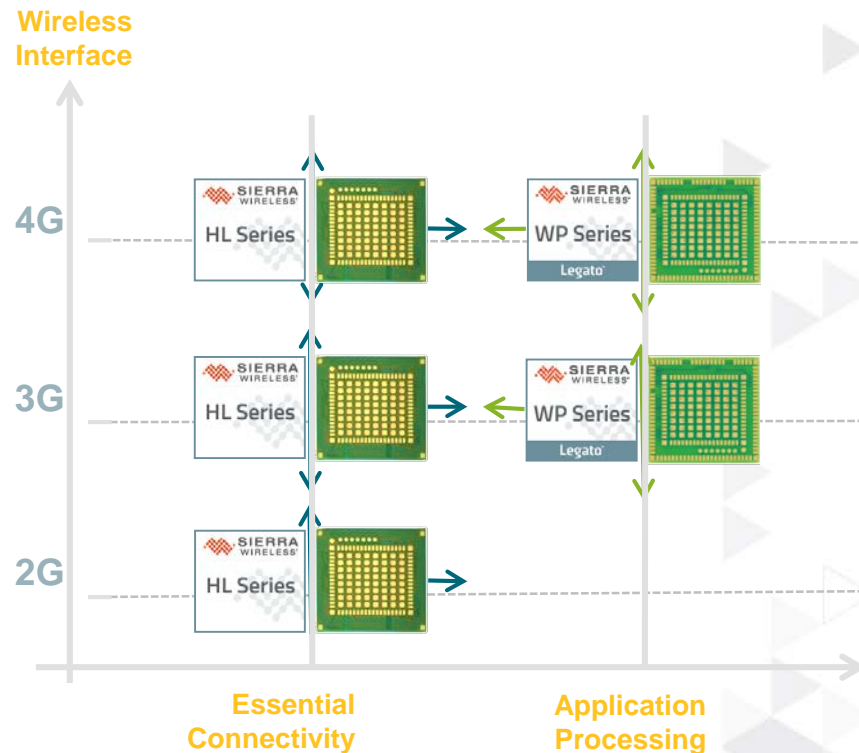 Wireless
Interface
4G
SIERRA
WIRELESS
HL Series
SIERRA
WIRELESS
WP Series
Legato
3G
SIERRA
WIRELESS
HL Series
SIERRA
WIRELESS
WP Series
Legato
2G
SIERRA
WIRELESS
HL Series
Essential
Connectivity
Application
Processing